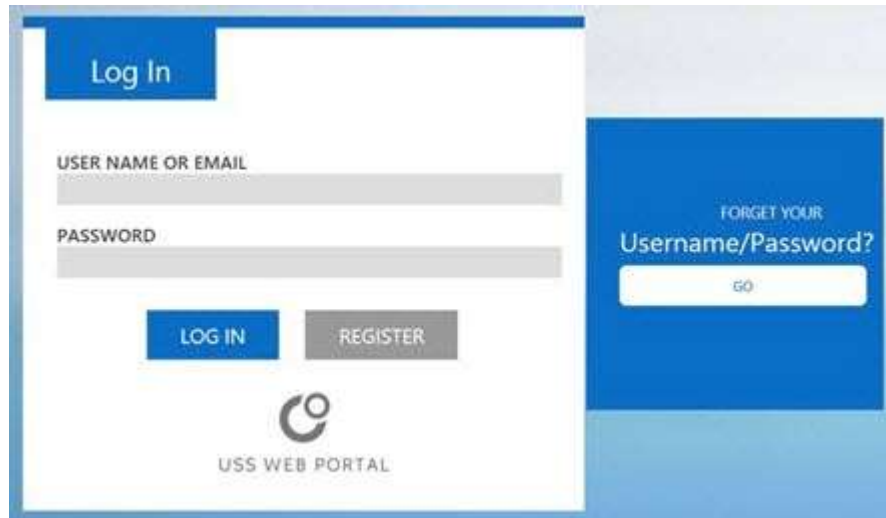 Log In
USER NAME OR EMAIL
PASSWORD
LOG IN
REGISTER
USS WEB PORTAL
FORGET YOUR
Username/Password?
GO